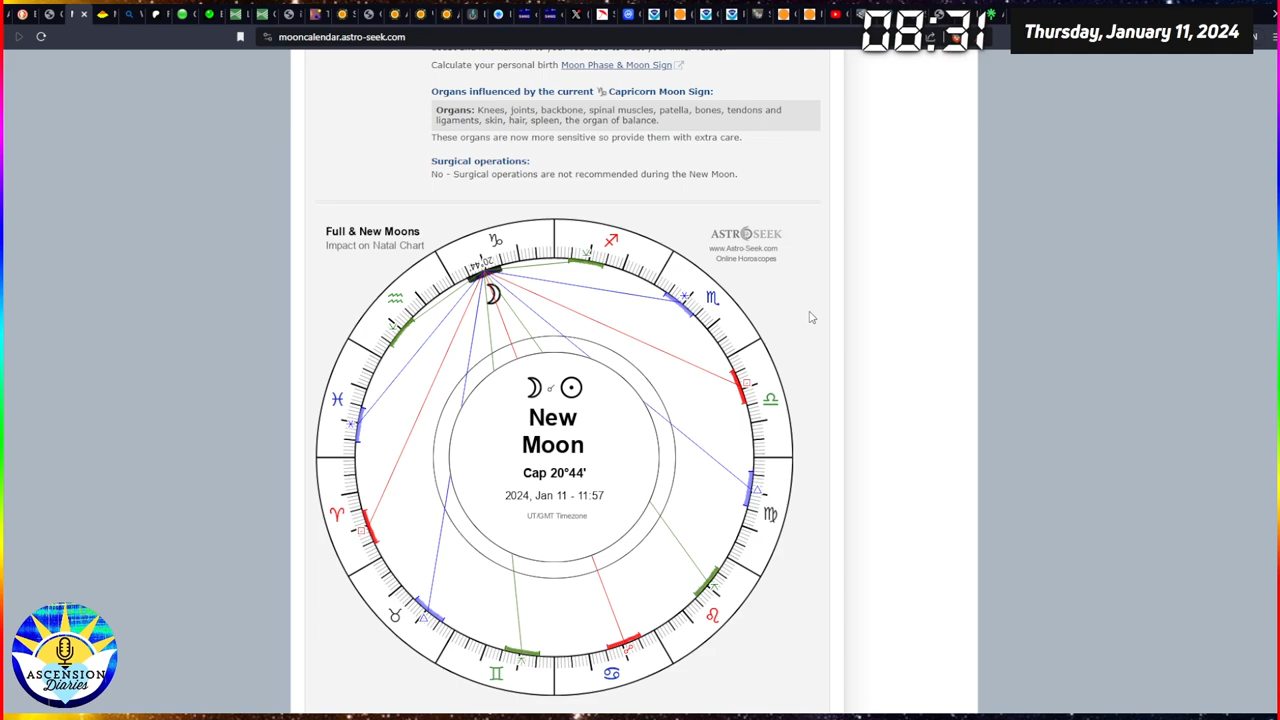 08:31
Thursday, January 11, 2024
mooncalendar.astro-seek.com
Calculate your personal birth Moon Phase & Moon Sign
Organs influenced by the current ♑ Capricorn Moon Sign:
Organs: Knees, joints, backbone, spinal muscles, patella, bones, tendons and
ligaments, skin, hair, spleen, the organ of balance.
These organs are now more sensitive so provide them with extra care.
Surgical operations:
No - Surgical operations are not recommended during the New Moon.
Full & New Moons
Impact on Natal Chart
ASTROSEEK
www.Astro-Seek.com
Online Horoscopes
20°44'
New
Moon
Cap 20°44'
2024, Jan 11 - 11:57
UT/GMT Timezone
ASCENSION
Diaries